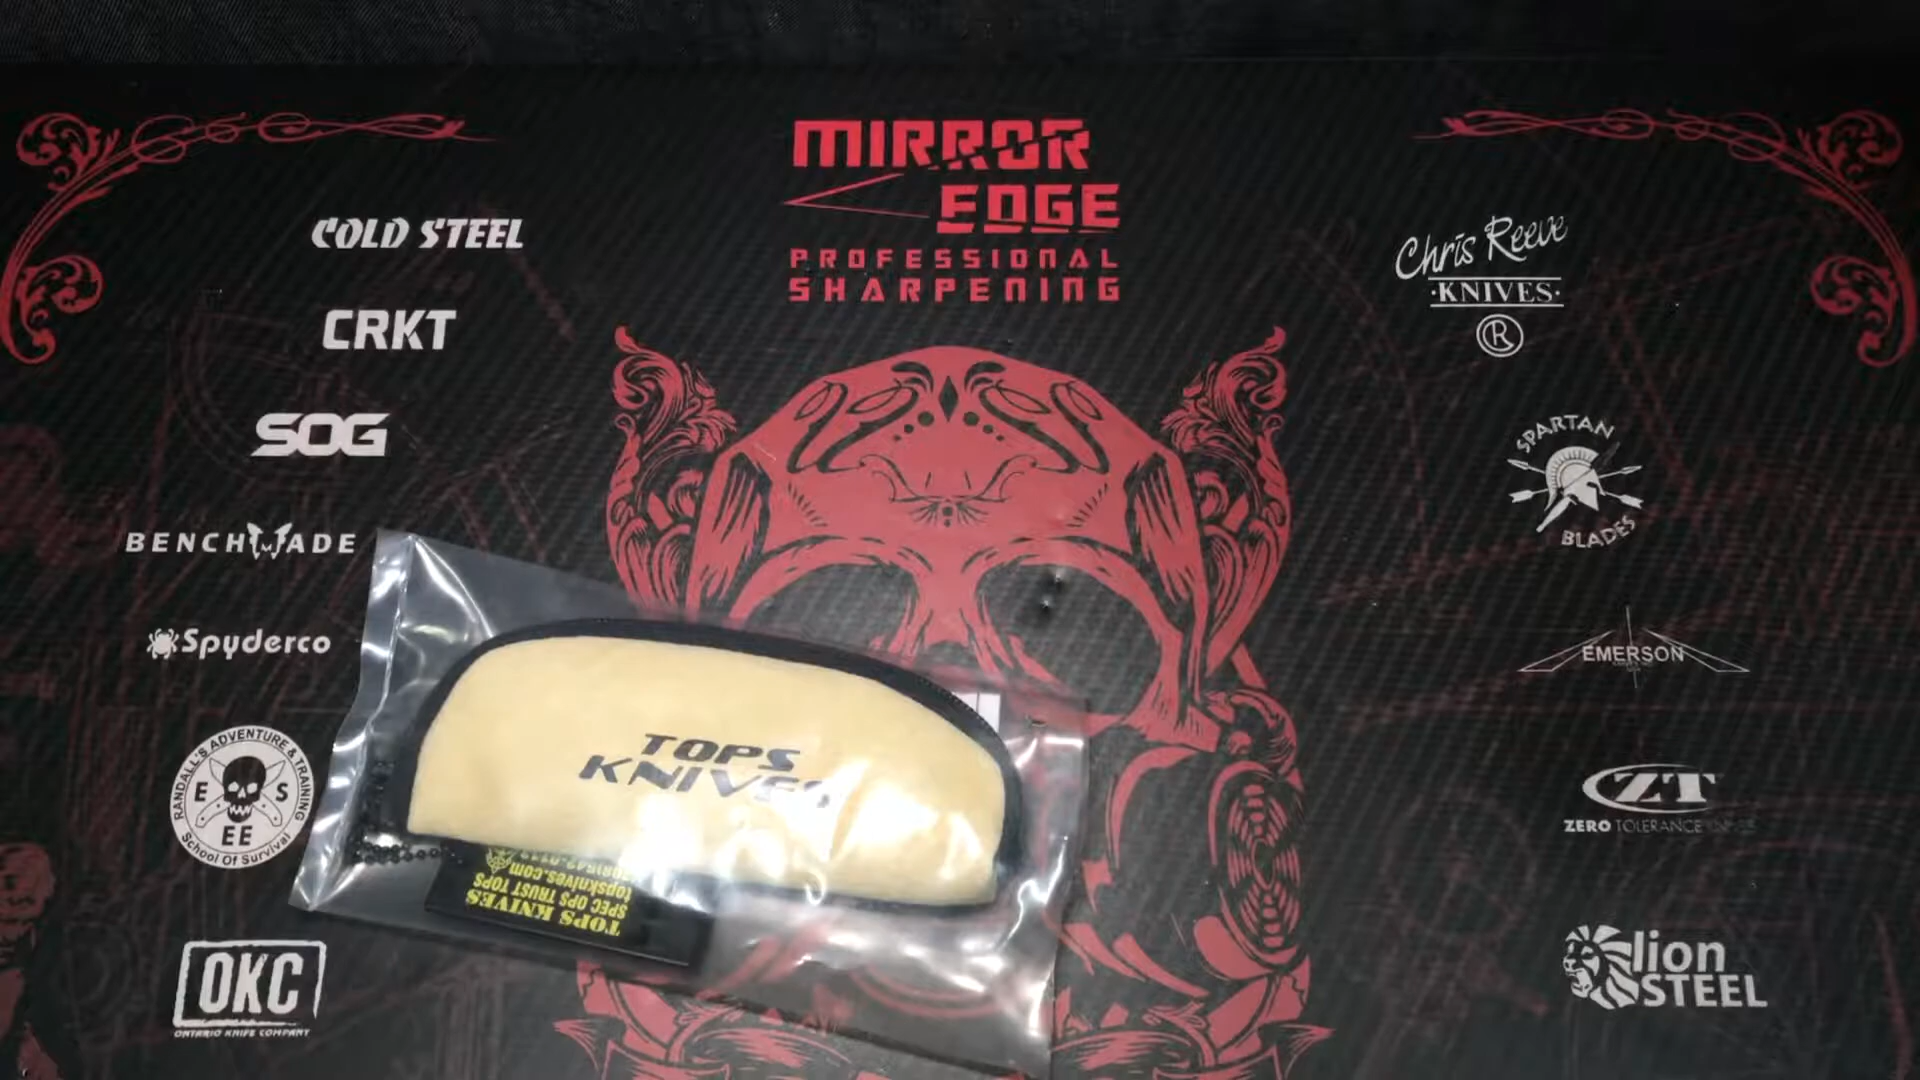 MIRROR
EDGE
PROFESSIONAL
SHARPENING
COLD STEEL
CRKT
SOG
BENCHMADE
Spyderco
RANDALL'S ADVENTURE & TRAINING
E S
EE
School Of Survival
OKC
ONTARIO KNIFE COMPANY
Chris Reeve
·KNIVES·
R
SPARTAN
BLADES
EMERSON
ZT
ZERO TOLERANCE KNIVES
lion
STEEL
TOPS
KNIVES
TOPS KNIVES
SPEC OPS TRUST TOPS
topsknives.com